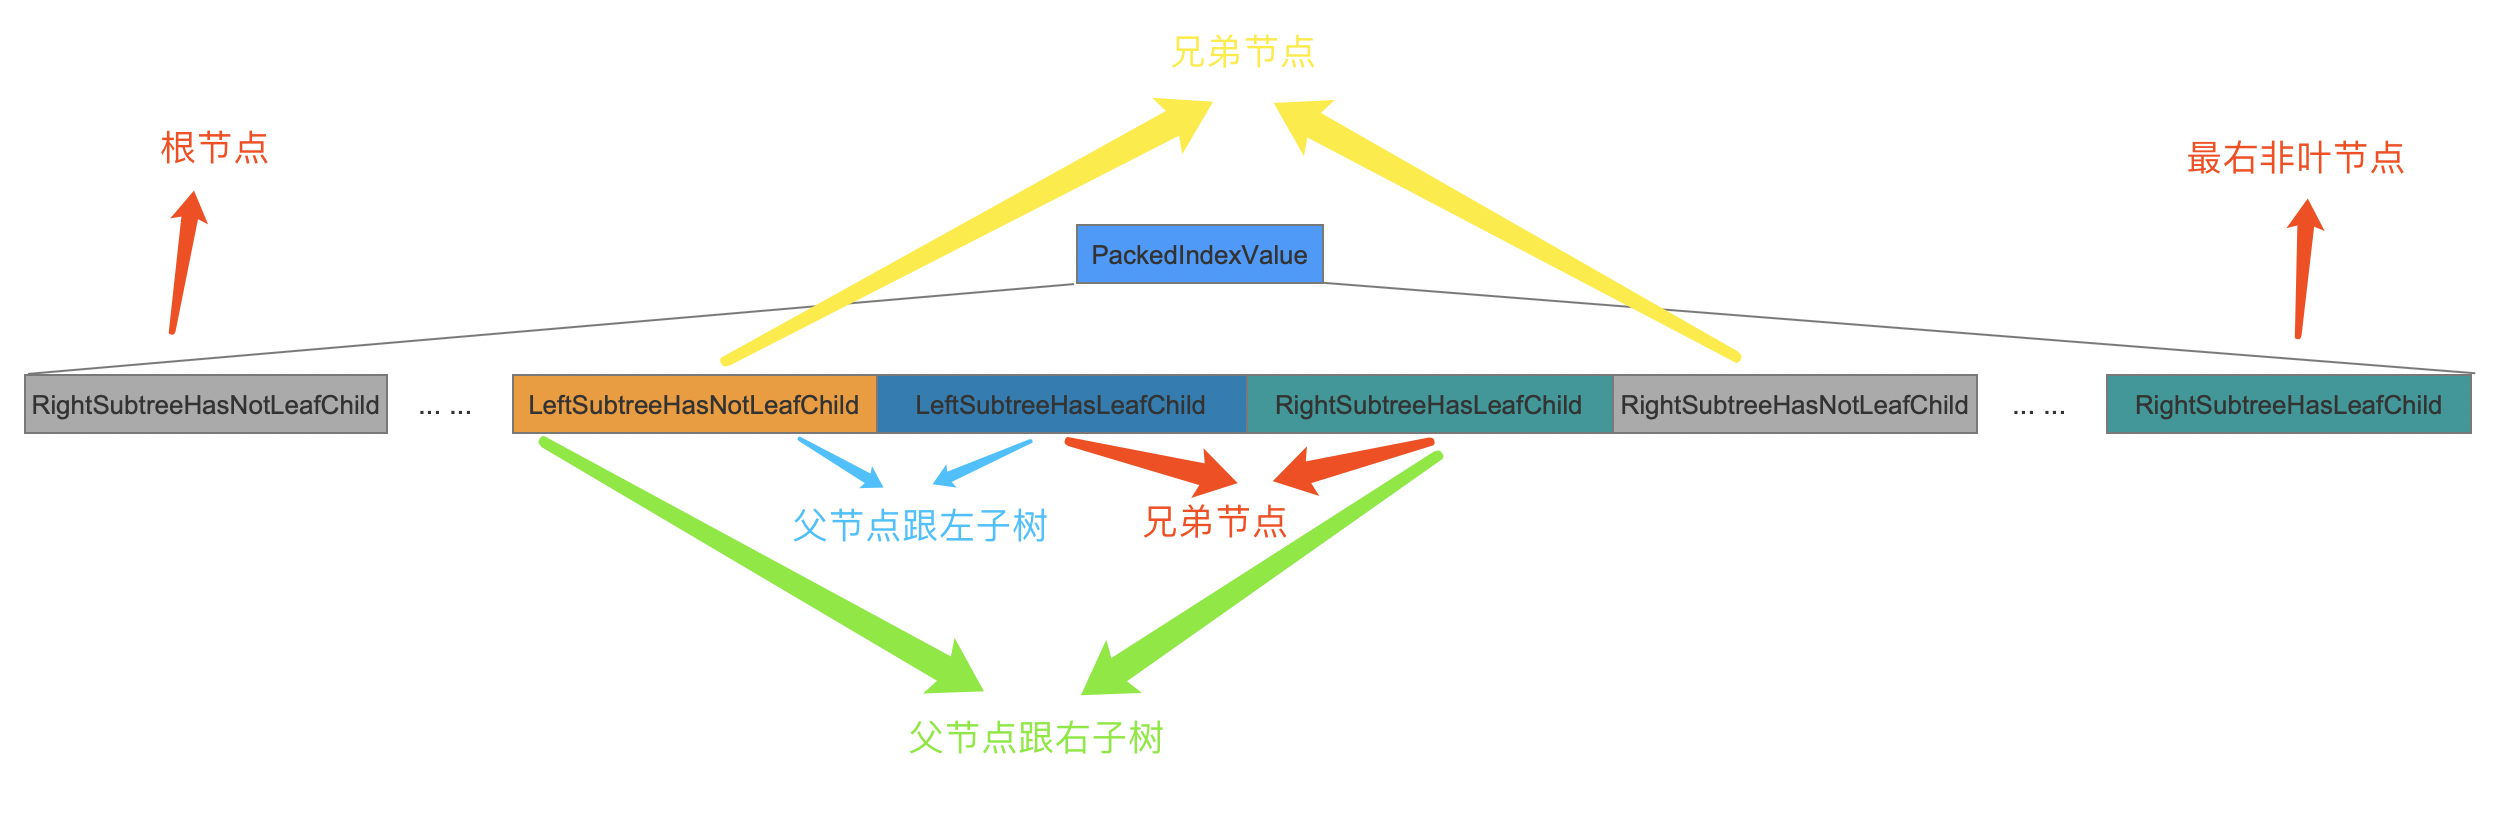 兄弟节点
根节点
最右非叶节点
PackedIndexValue
RightSubtreeHasNotLeafChild ... ... LeftSubtreeHasNotLeafChild LeftSubtreeHasLeafChild RightSubtreeHasLeafChild RightSubtreeHasNotLeafChild ... ... RightSubtreeHasLeafChild
父节点跟左子树
兄弟节点
父节点跟右子树